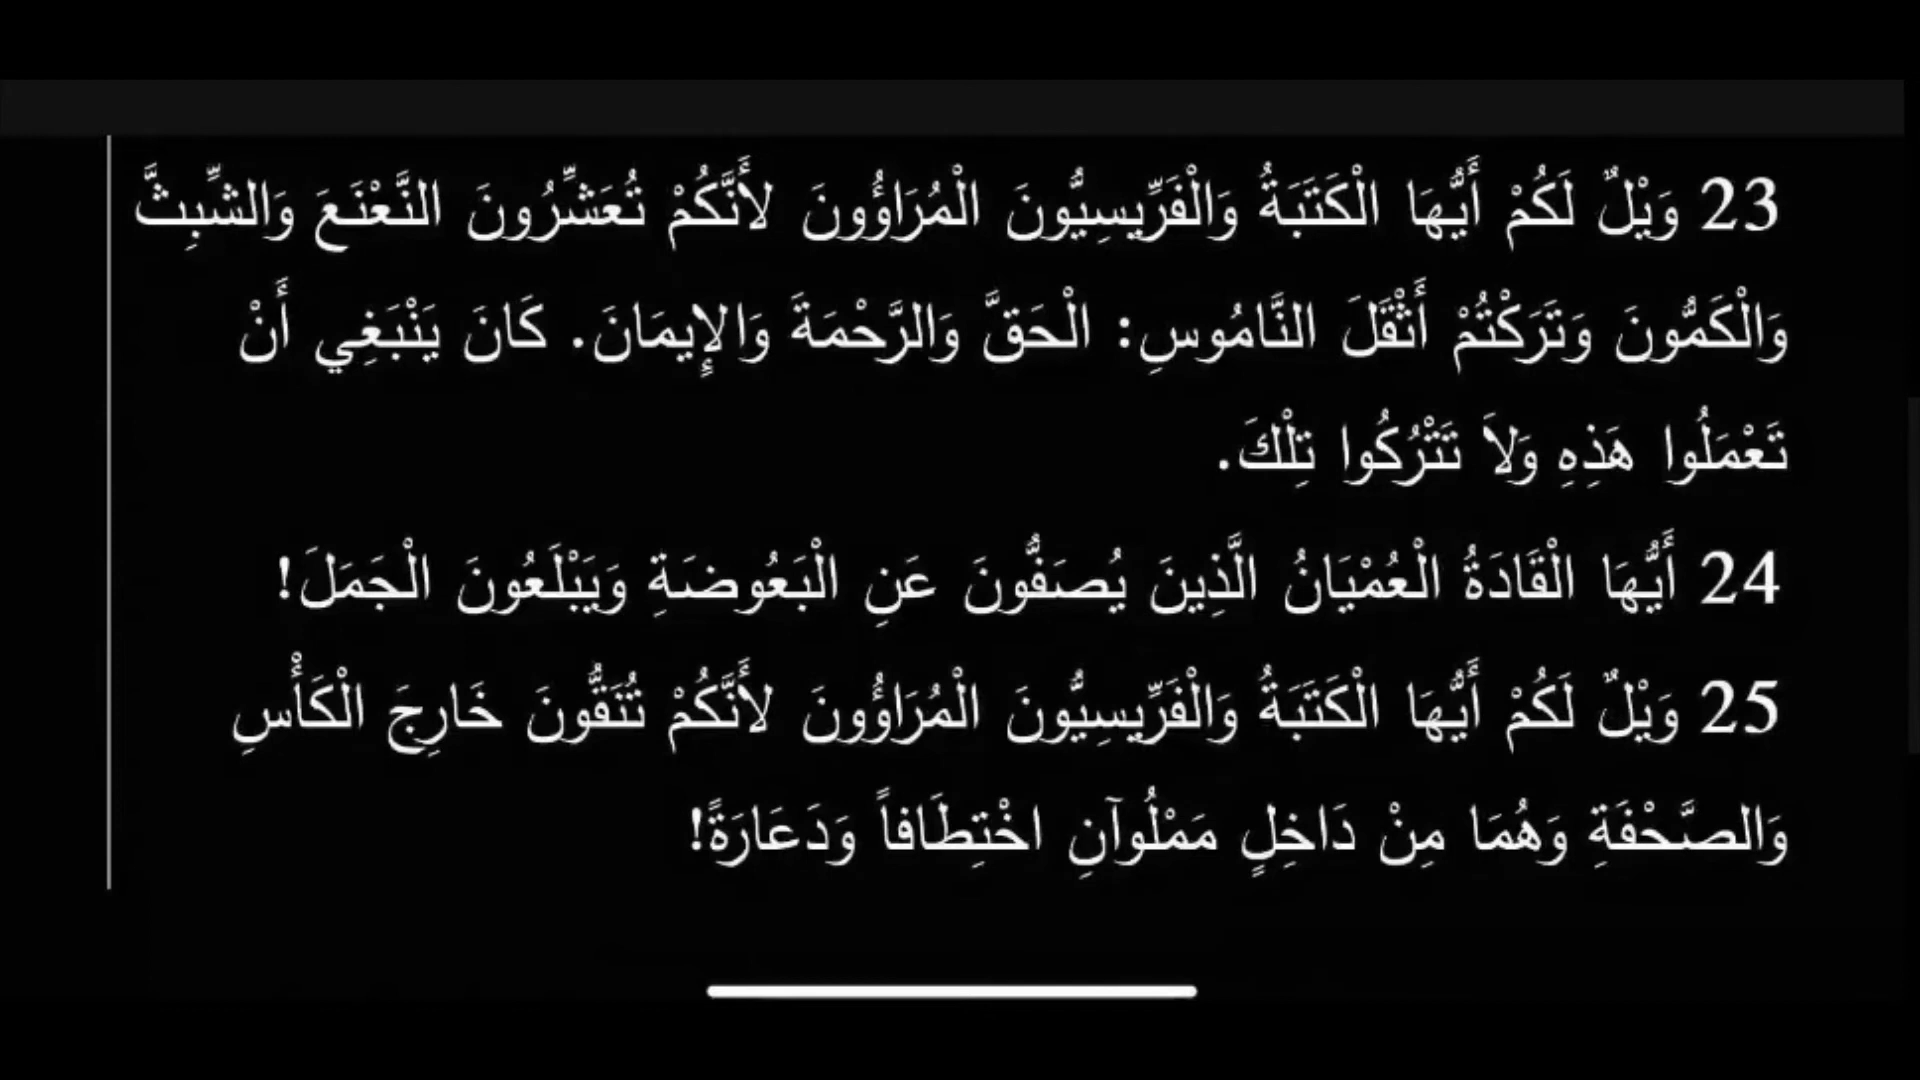 23 وَيْلٌ لَكُمْ أَيُّهَا الْكَتَبَةُ وَالْفَرِّيسِيُّونَ الْمُرَاؤُونَ لأَنَّكُمْ تُعَشِّرُونَ النَّعْنَعَ وَالشِّبِثَّ
وَالْكَمُّونَ وَتَرَكْتُمْ أَثْقَلَ النَّامُوسِ: الْحَقَّ وَالرَّحْمَةَ وَالإِيمَانَ. كَانَ يَنْبَغِي أَنْ
تَعْمَلُوا هَذِهِ وَلاَ تَتْرُكُوا تِلْكَ.
24 أَيُّهَا الْقَادَةُ الْعُمْيَانُ الَّذِينَ يُصَفُّونَ عَنِ الْبَعُوضَةِ وَيَبْلَعُونَ الْجَمَلَ!
25 وَيْلٌ لَكُمْ أَيُّهَا الْكَتَبَةُ وَالْفَرِّيسِيُّونَ الْمُرَاؤُونَ لأَنَّكُمْ تُنَقُّونَ خَارِجَ الْكَأْسِ
وَالصَّحْفَةِ وَهُمَا مِنْ دَاخِلٍ مَمْلُوآنِ اخْتِطَافاً وَدَعَارَةً!